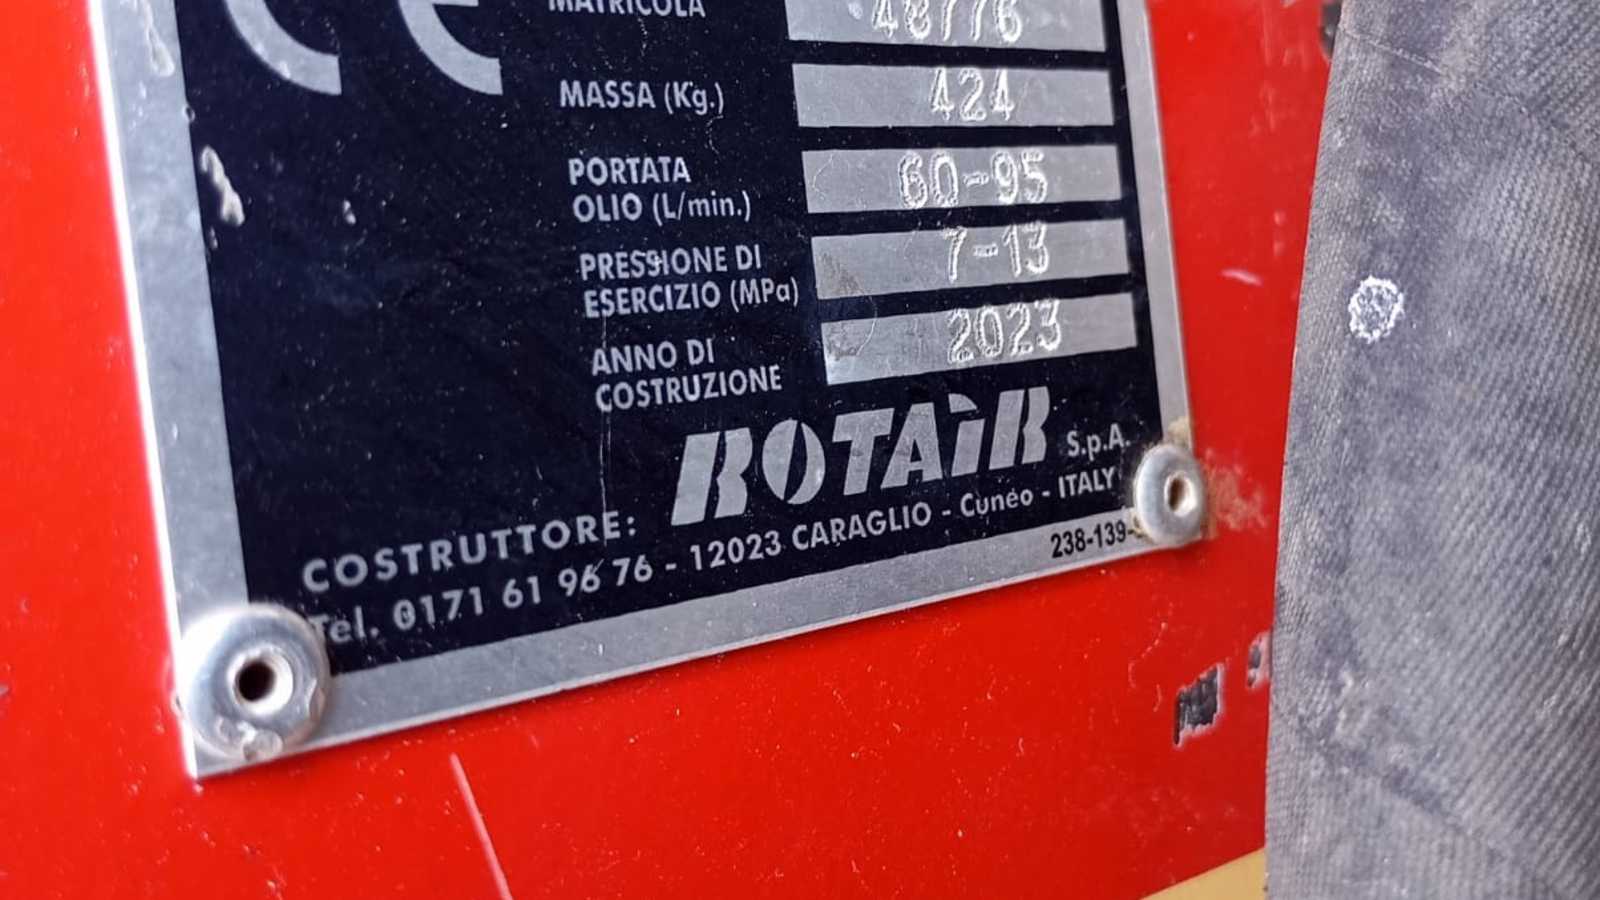 CE
MATRICOLA 48776
MASSA (Kg.) 424
PORTATA
OLIO (L/min.) 60-95
PRESSIONE DI
ESERCIZIO (MPa) 7-13
ANNO DI
COSTRUZIONE 2023
COSTRUTTORE: ROTAIR S.p.A.
Tel. 0171 61 96 76 - 12023 CARAGLIO - Cuneo - ITALY
238-139-